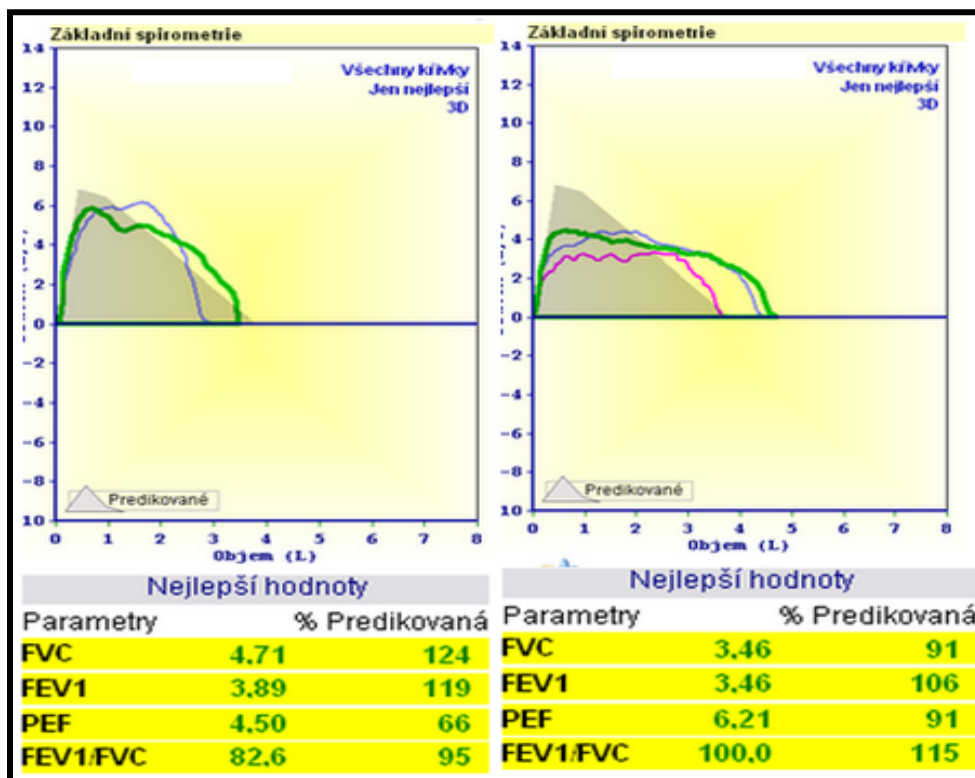 Základní spirometrie
14
Všechny křivky
Jen nejlepší
3D
12
10
8
6
4
2
0
-2
-4
-6
-8
10
Predikované
0 1 2 3 4 5 6 7 8
Objem (L)
Nejlepší hodnoty
Parametry % Predikovaná
FVC 4,71 124
FEV1 3,89 119
PEF 4,50 66
FEV1/FVC 82,6 95
Základní spirometrie
14
Všechny křivky
Jen nejlepší
3D
12
10
8
6
4
2
0
-2
-4
-6
-8
10
Predikované
0 1 2 3 4 5 6 7 8
Objem (L)
Nejlepší hodnoty
Parametry % Predikovaná
FVC 3,46 91
FEV1 3,46 106
PEF 6,21 91
FEV1/FVC 100,0 115